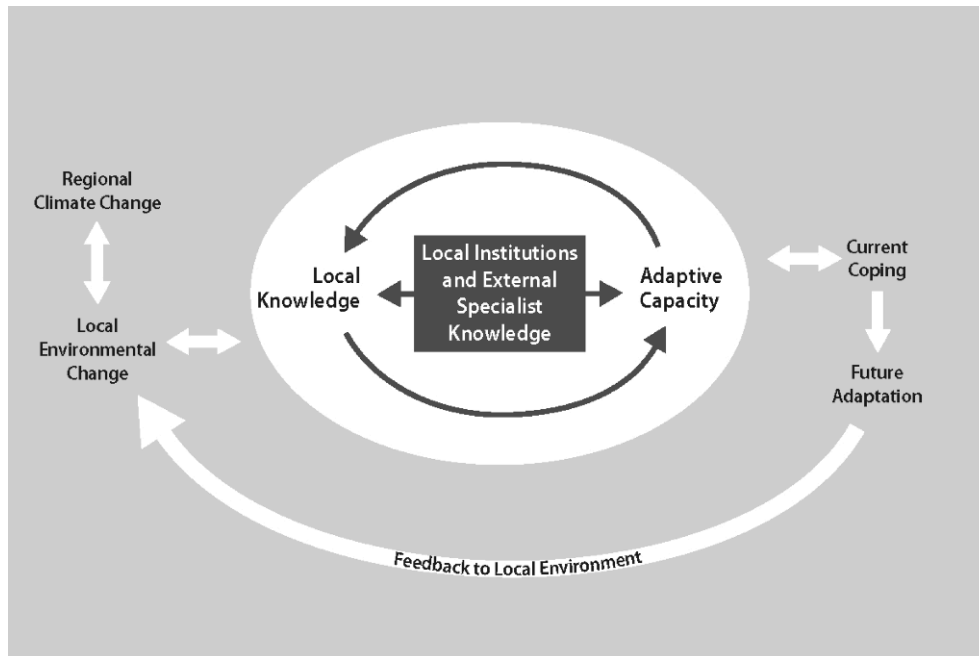 Regional
Climate Change
Local
Environmental
Change
Local
Knowledge
Local Institutions
and External
Specialist
Knowledge
Adaptive
Capacity
Current
Coping
Future
Adaptation
Feedback to Local Environment